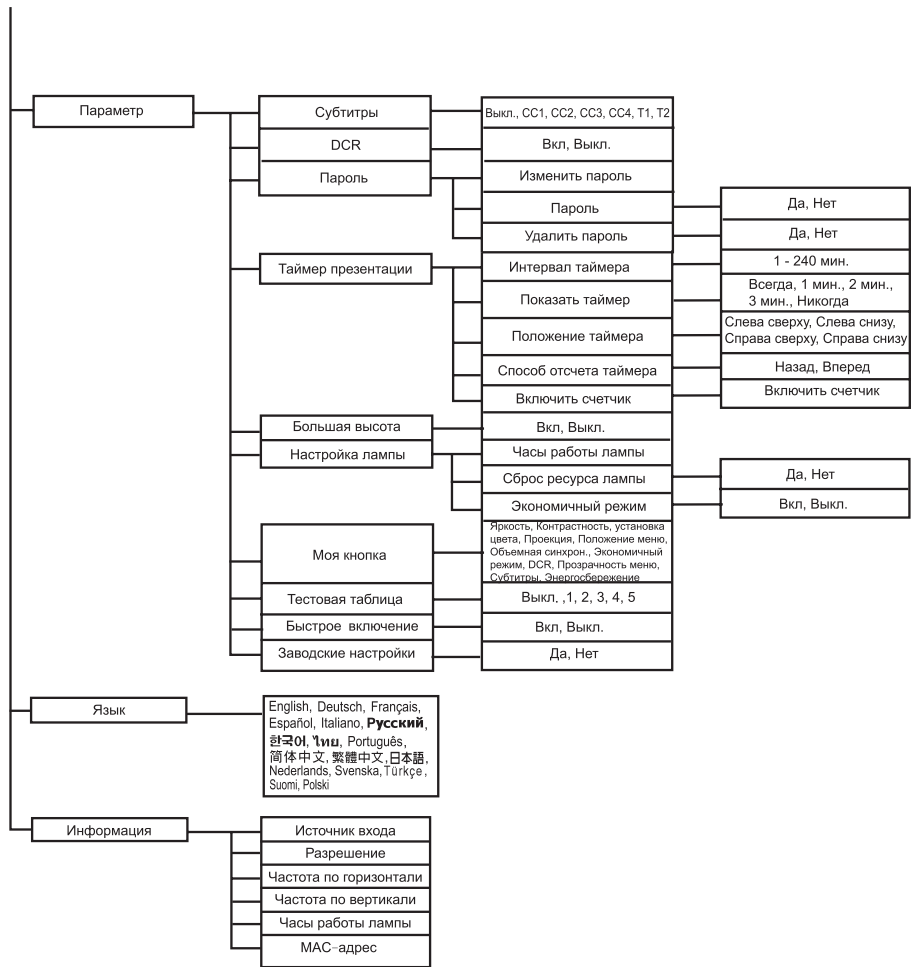 Параметр
Субтитры
Выкл., CC1, CC2, CC3, CC4, T1, T2
DCR
Вкл, Выкл.
Пароль
Изменить пароль
Пароль
Да, Нет
Удалить пароль
Да, Нет
Таймер презентации
Интервал таймера
1 - 240 мин.
Показать таймер
Всегда, 1 мин., 2 мин.,
3 мин., Никогда
Положение таймера
Слева сверху, Слева снизу,
Справа сверху, Справа снизу
Способ отсчета таймера
Назад, Вперед
Включить счетчик
Включить счетчик
Большая высота
Вкл, Выкл.
Настройка лампы
Часы работы лампы
Сброс ресурса лампы
Да, Нет
Экономичный режим
Вкл, Выкл.
Моя кнопка
Яркость, Контрастность, установка
цвета, Проекция, Положение меню,
Объемная синхрон., Экономичный
режим, DCR, Прозрачность меню,
Субтитры, Энергосбережение
Тестовая таблица
Выкл. ,1, 2, 3, 4, 5
Быстрое включение
Вкл, Выкл.
Заводские настройки
Да, Нет
Язык
English, Deutsch, Français,
Español, Italiano, Русский,
한국어, ไทย, Português,
简体中文, 繁體中文, 日本語,
Nederlands, Svenska, Türkçe,
Suomi, Polski
Информация
Источник входа
Разрешение
Частота по горизонтали
Частота по вертикали
Часы работы лампы
MAC-адрес